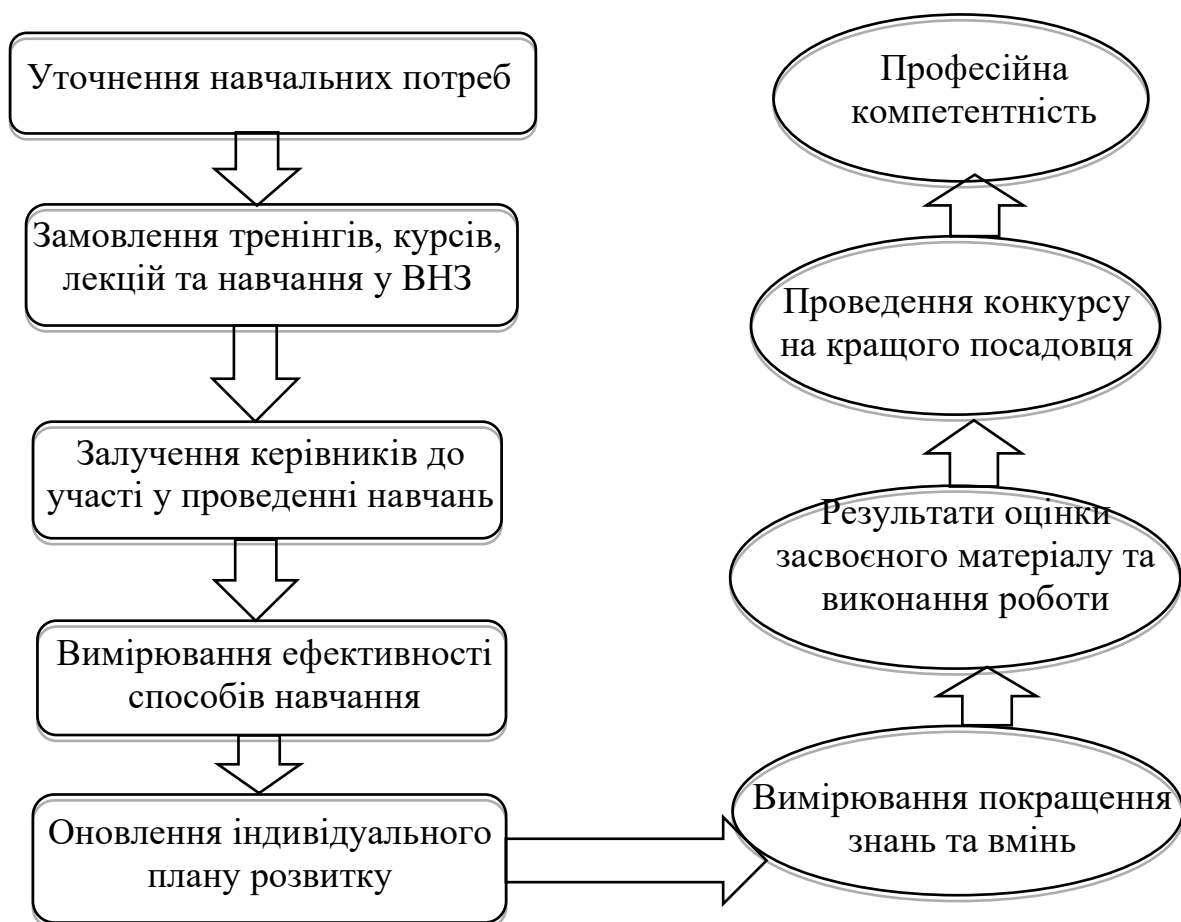 Уточнення навчальних потреб
Замовлення тренінгів, курсів,
лекцій та навчання у ВНЗ
Залучення керівників до
участі у проведенні навчань
Вимірювання ефективності
способів навчання
Оновлення індивідуального
плану розвитку
Вимірювання покращення
знань та вмінь
Результати оцінки
засвоєного матеріалу та
виконання роботи
Проведення конкурсу
на кращого посадовця
Професійна
компетентність